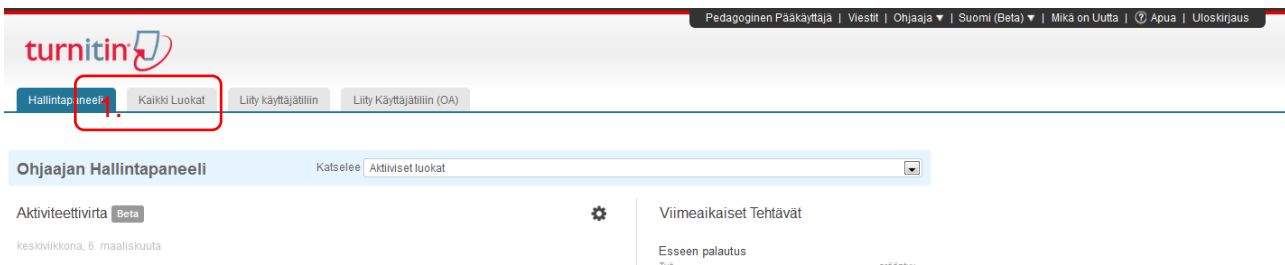 Pedagoginen Pääkäyttäjä | Viestit | Ohjaaja ▼ | Suomi (Beta) ▼ | Mikä on Uutta | ? Apua | Uloskirjaus
turnitin
Hallintapaneeli Kaikki Luokat Liity käyttäjätiliin Liity Käyttäjätiliin (OA)
1.
Ohjaajan Hallintapaneeli Katselee Aktiiviset luokat
Aktiviteettivirta Beta Viimeaikaiset Tehtävät
keskiviikkona, 6. maaliskuuta
Esseen palautus